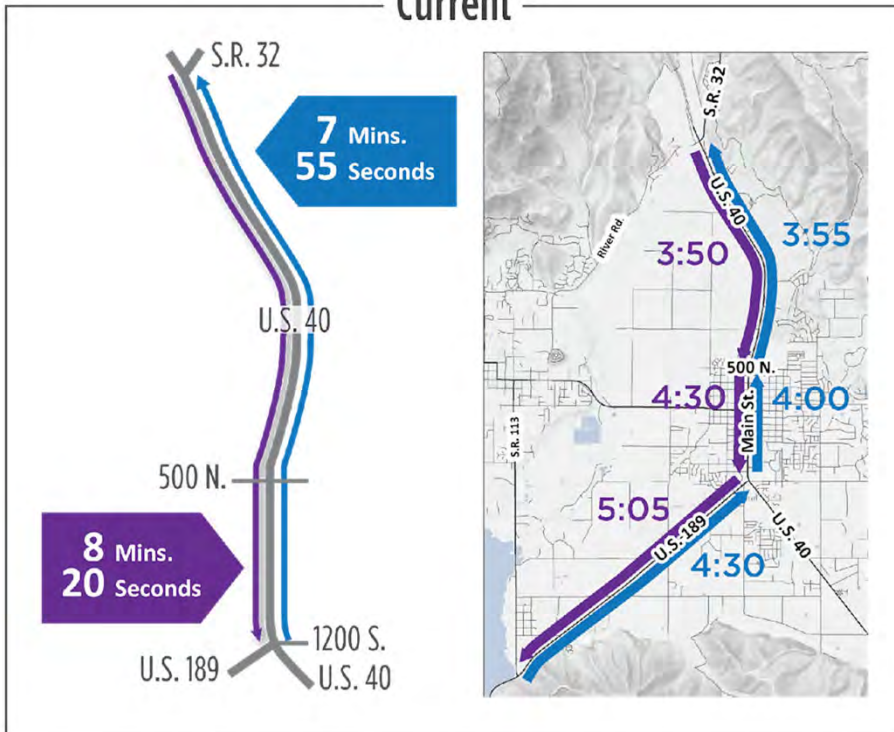 Current
S.R. 32
7 Mins.
55 Seconds
U.S. 40
500 N.
8 Mins.
20 Seconds
1200 S.
U.S. 189
U.S. 40
S.R. 32
U.S. 40
River Rd.
3:55
3:50
500 N.
4:30
Main St.
4:00
S.R. 113
5:05
U.S.-189
U.S. 40
4:30